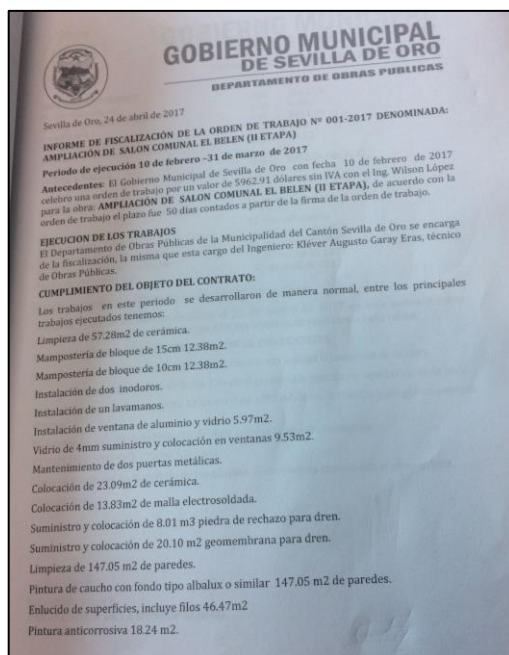 GOBIERNO MUNICIPAL
DE SEVILLA DE ORO
DEPARTAMENTO DE OBRAS PUBLICAS
Sevilla de Oro, 24 de abril de 2017
INFORME DE FISCALIZACIÓN DE LA ORDEN DE TRABAJO Nº 001-2017 DENOMINADA:
AMPLIACIÓN DE SALON COMUNAL EL BELEN (II ETAPA)
Periodo de ejecución 10 de febrero -31 de marzo de 2017
Antecedentes: El Gobierno Municipal de Sevilla de Oro con fecha 10 de febrero de 2017
celebro una orden de trabajo por un valor de 5962.91 dólares sin IVA con el Ing. Wilson López
para la obra: AMPLIACIÓN DE SALON COMUNAL EL BELEN (II ETAPA), de acuerdo con la
orden de trabajo el plazo fue 50 días contados a partir de la firma de la orden de trabajo.
EJECUCION DE LOS TRABAJOS
El Departamento de Obras Públicas de la Municipalidad del Cantón Sevilla de Oro se encarga
de la fiscalización, la misma que esta cargo del Ingeniero: Kléver Augusto Garay Eras, técnico
de Obras Públicas.
CUMPLIMIENTO DEL OBJETO DEL CONTRATO:
Los trabajos en este periodo se desarrollaron de manera normal, entre los principales
trabajos ejecutados tenemos:
Limpieza de 57.28m2 de cerámica.
Mampostería de bloque de 15cm 12.38m2.
Mampostería de bloque de 10cm 12.38m2.
Instalación de dos inodoros.
Instalación de un lavamanos.
Instalación de ventana de aluminio y vidrio 5.97m2.
Vidrio de 4mm suministro y colocación en ventanas 9.53m2.
Mantenimiento de dos puertas metálicas.
Colocación de 23.09m2 de cerámica.
Colocación de 13.83m2 de malla electrosoldada.
Suministro y colocación de 8.01 m3 piedra de rechazo para dren.
Suministro y colocación de 20.10 m2 geomembrana para dren.
Limpieza de 147.05 m2 de paredes.
Pintura de caucho con fondo tipo albalux o similar 147.05 m2 de paredes.
Enlucido de superficies, incluye filos 46.47m2
Pintura anticorrosiva 18.24 m2.